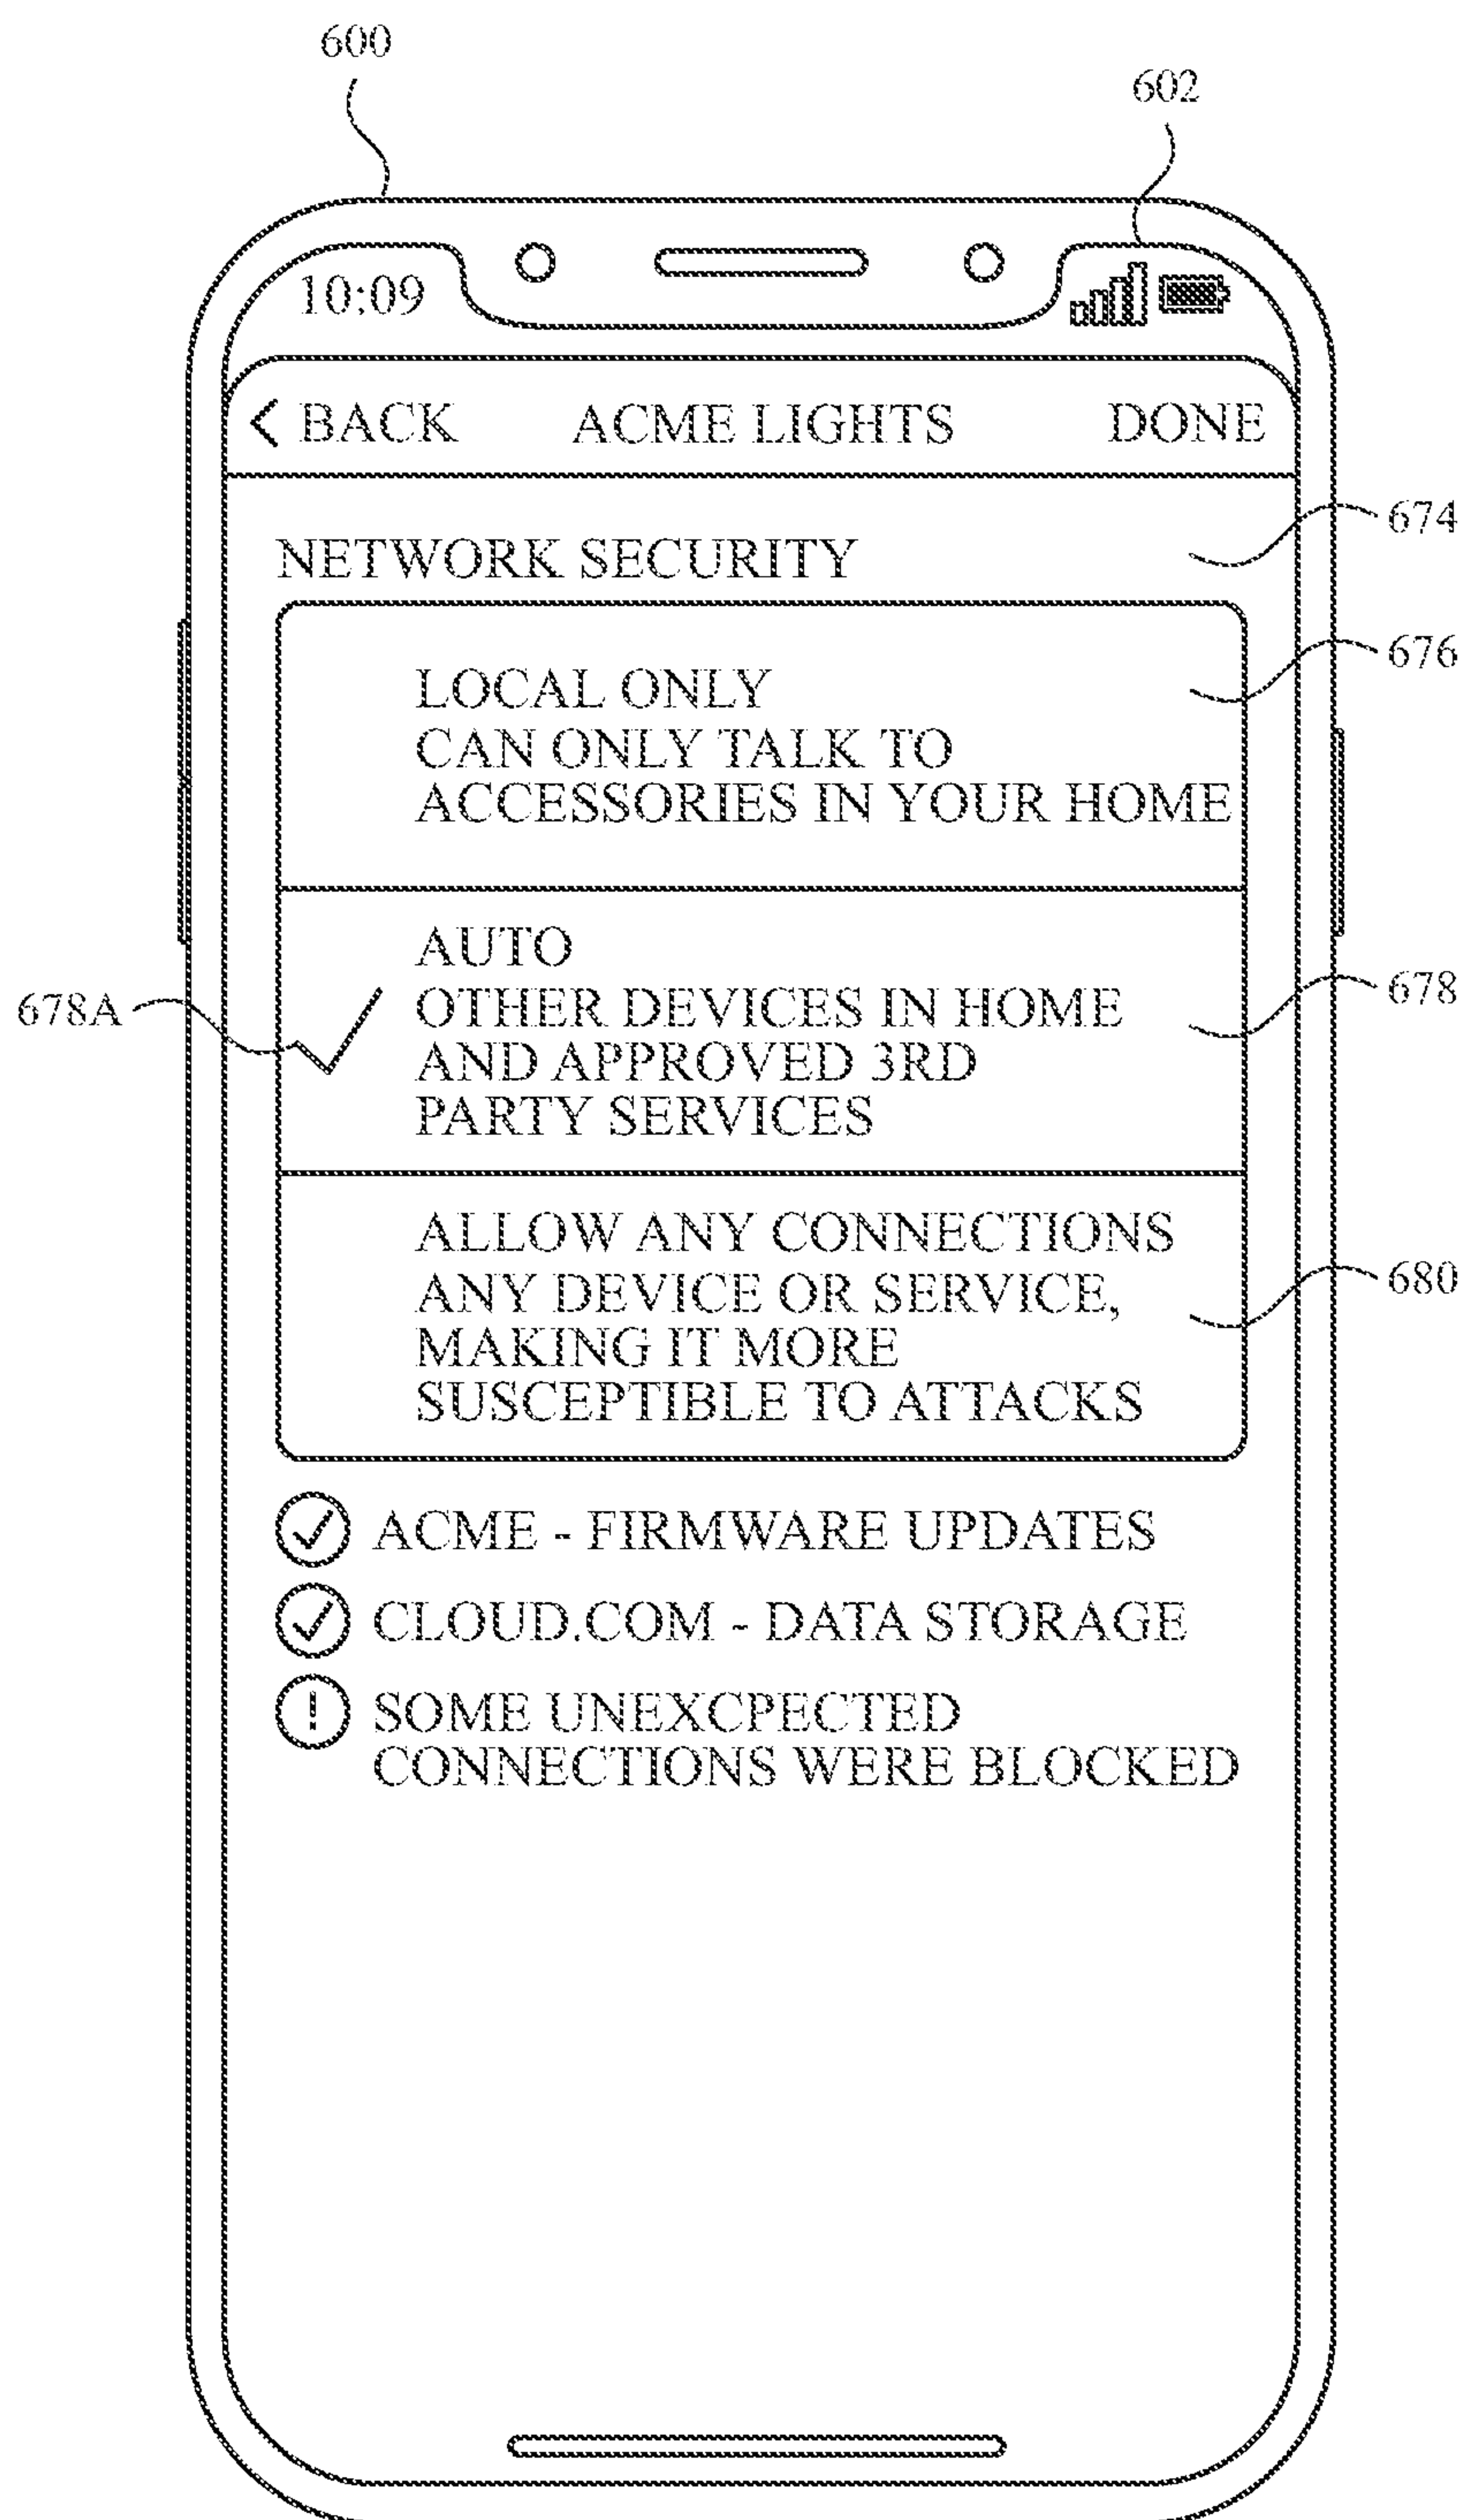 600
602
10:09
< BACK ACME LIGHTS DONE
674
NETWORK SECURITY
676
LOCAL ONLY
CAN ONLY TALK TO
ACCESSORIES IN YOUR HOME
AUTO
678A
678
OTHER DEVICES IN HOME
AND APPROVED 3RD
PARTY SERVICES
ALLOW ANY CONNECTIONS
680
ANY DEVICE OR SERVICE,
MAKING IT MORE
SUSCEPTIBLE TO ATTACKS
ACME - FIRMWARE UPDATES
CLOUD.COM - DATA STORAGE
! SOME UNEXCPECTED
CONNECTIONS WERE BLOCKED